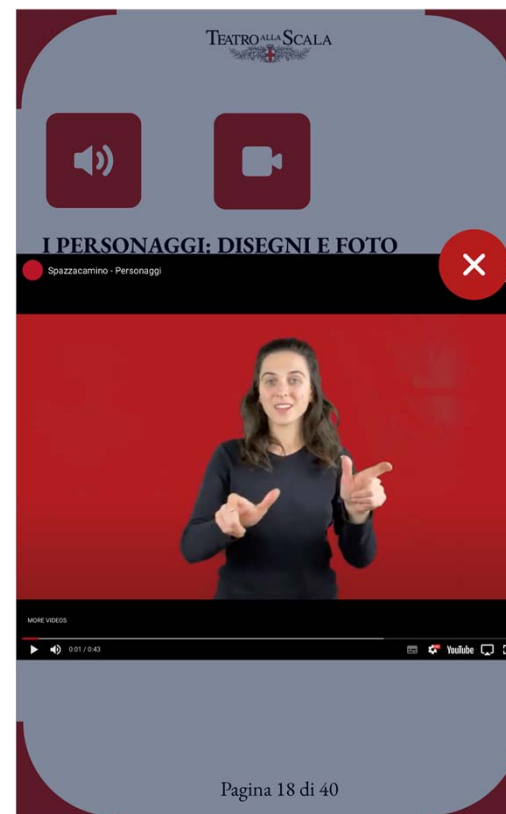 TEATRO ALLA SCALA
I PERSONAGGI: DISEGNI E FOTO
Spazzacamino - Personaggi
MORE VIDEOS
0:01 / 0:43
YouTube
Pagina 18 di 40